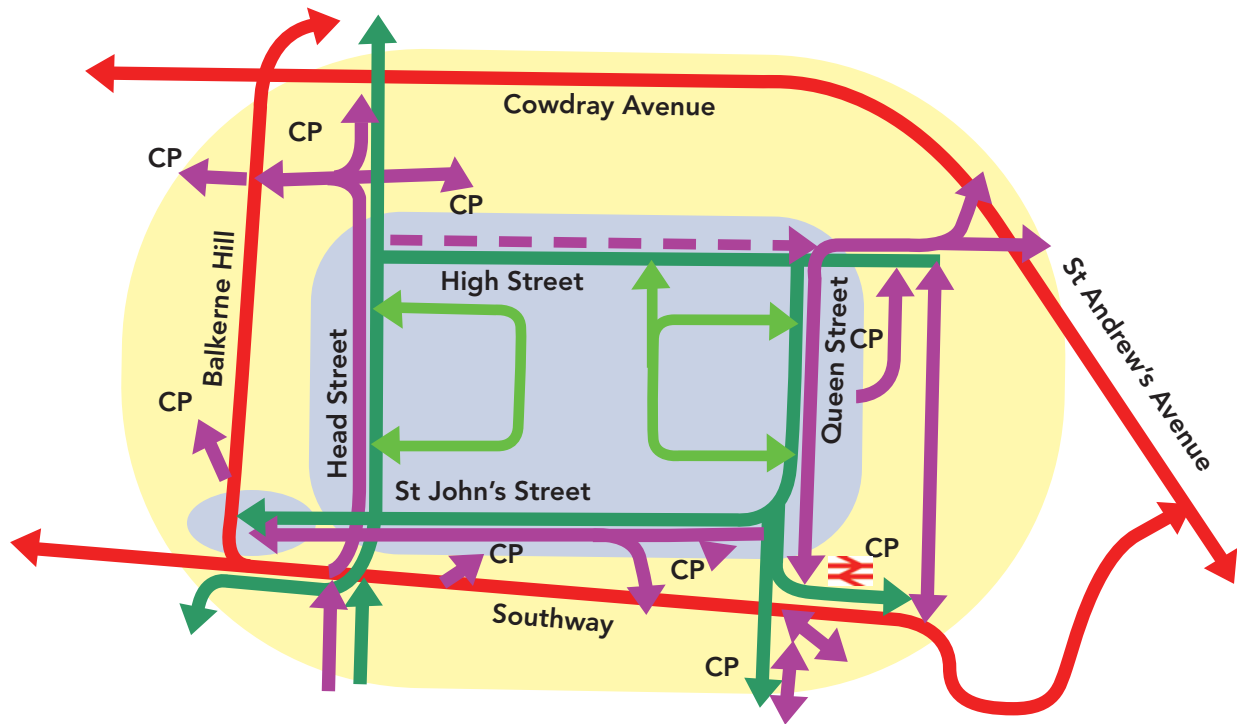 Cowdray Avenue
CP
CP
CP
High Street
Balkerne Hill
Head Street
Queen Street
CP
St Andrew's Avenue
CP
St John's Street
CP
CP
CP
Southway
CP